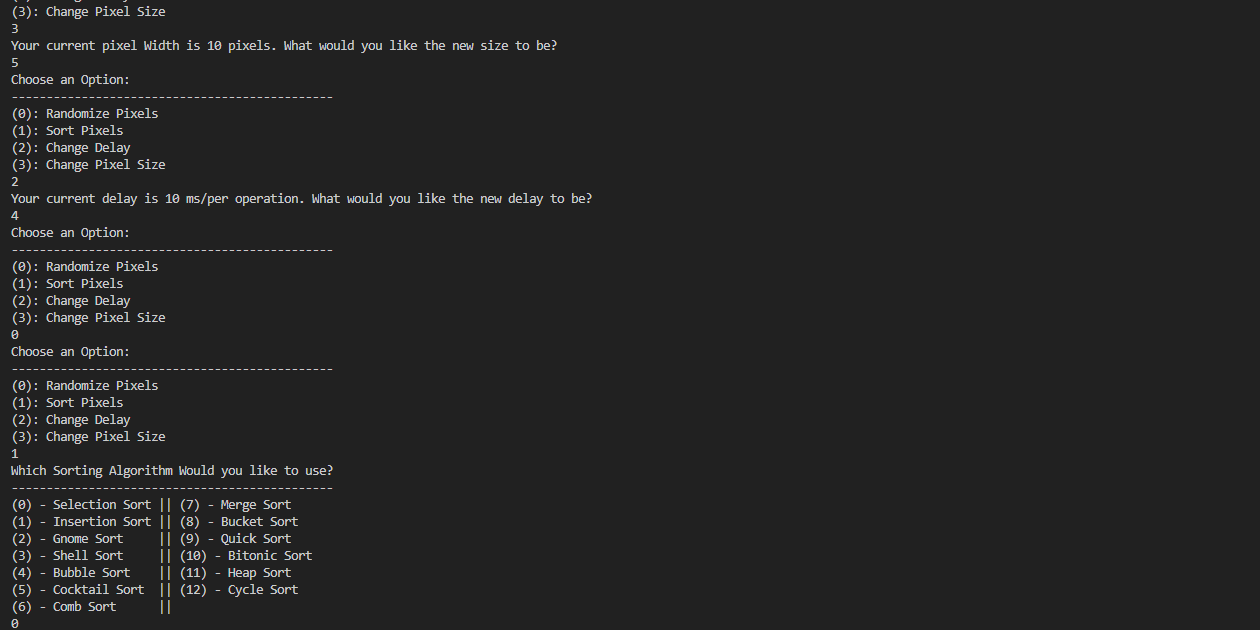 (3): Change Pixel Size
3
Your current pixel Width is 10 pixels. What would you like the new size to be?
5
Choose an Option:
----------------------------------------------
(0): Randomize Pixels
(1): Sort Pixels
(2): Change Delay
(3): Change Pixel Size
2
Your current delay is 10 ms/per operation. What would you like the new delay to be?
4
Choose an Option:
----------------------------------------------
(0): Randomize Pixels
(1): Sort Pixels
(2): Change Delay
(3): Change Pixel Size
0
Choose an Option:
----------------------------------------------
(0): Randomize Pixels
(1): Sort Pixels
(2): Change Delay
(3): Change Pixel Size
1
Which Sorting Algorithm Would you like to use?
----------------------------------------------
(0) - Selection Sort || (7) - Merge Sort
(1) - Insertion Sort || (8) - Bucket Sort
(2) - Gnome Sort     || (9) - Quick Sort
(3) - Shell Sort     || (10) - Bitonic Sort
(4) - Bubble Sort    || (11) - Heap Sort
(5) - Cocktail Sort  || (12) - Cycle Sort
(6) - Comb Sort      ||
0